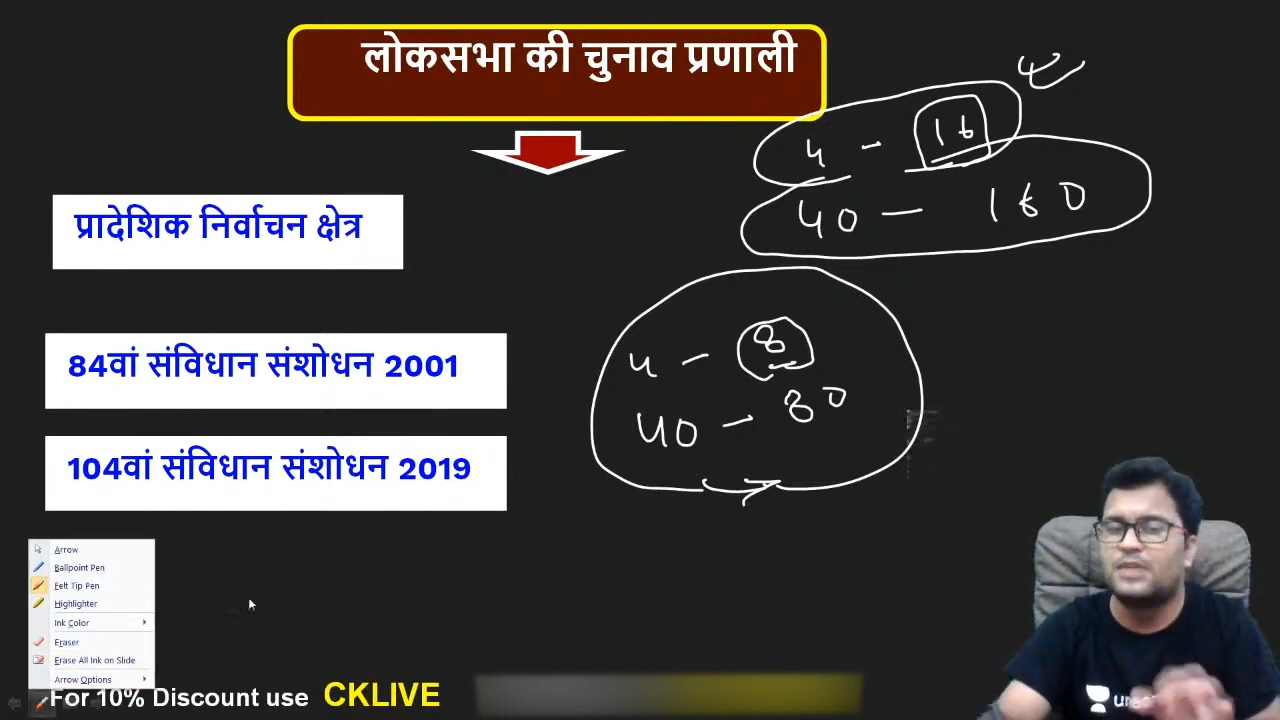 लोकसभा की चुनाव प्रणाली
4 - 16
40 - 160
प्रादेशिक निर्वाचन क्षेत्र
4 - 8
40 - 80
84वां संविधान संशोधन 2001
104वां संविधान संशोधन 2019
Arrow
Ballpoint Pen
Felt Tip Pen
Highlighter
Ink Color
Eraser
Erase All Ink on Slide
Arrow Options
For 10% Discount use CKLIVE